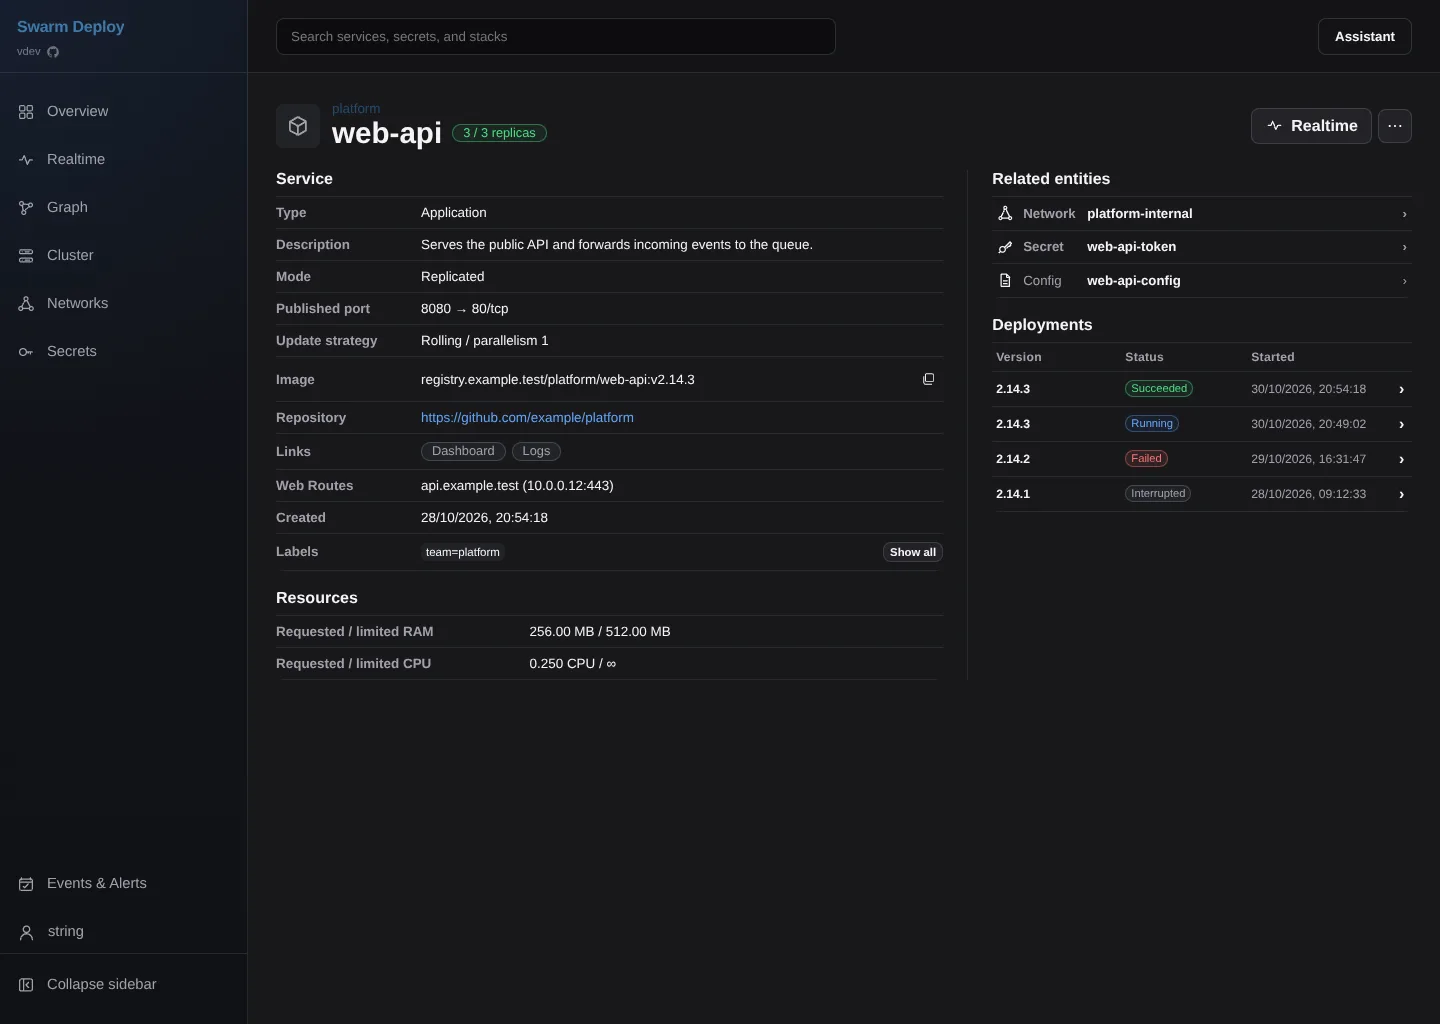 Swarm Deploy
vdev
Overview
Realtime
Graph
Cluster
Networks
Secrets
Events & Alerts
string
Collapse sidebar
Search services, secrets, and stacks
Assistant
platform
web-api 3 / 3 replicas
Realtime ···
Service
Type Application
Description Serves the public API and forwards incoming events to the queue.
Mode Replicated
Published port 8080 → 80/tcp
Update strategy Rolling / parallelism 1
Image registry.example.test/platform/web-api:v2.14.3
Repository https://github.com/example/platform
Links Dashboard Logs
Web Routes api.example.test (10.0.0.12:443)
Created 28/10/2026, 20:54:18
Labels team=platform Show all
Resources
Requested / limited RAM 256.00 MB / 512.00 MB
Requested / limited CPU 0.250 CPU / ∞
Related entities
Network platform-internal ›
Secret web-api-token ›
Config web-api-config ›
Deployments
Version Status Started
2.14.3 Succeeded 30/10/2026, 20:54:18 ›
2.14.3 Running 30/10/2026, 20:49:02 ›
2.14.2 Failed 29/10/2026, 16:31:47 ›
2.14.1 Interrupted 28/10/2026, 09:12:33 ›